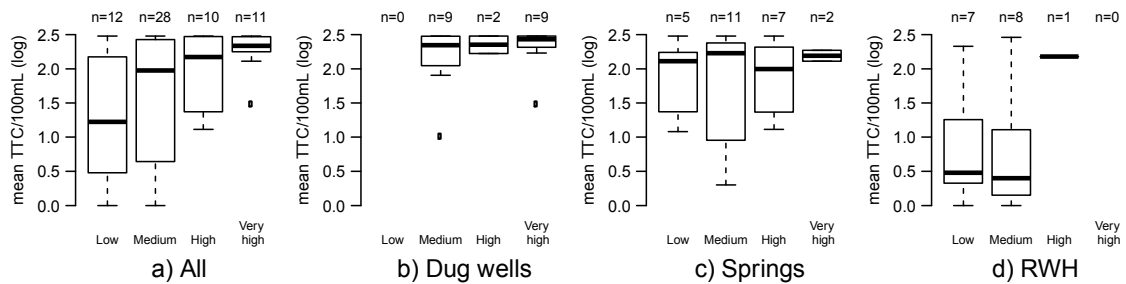 n=12 n=28 n=10 n=11
mean TTC/100mL (log)
2.5
2.0
1.5
1.0
0.5
0.0
Low Medium High Very high
a) All
n=0 n=9 n=2 n=9
mean TTC/100mL (log)
2.5
2.0
1.5
1.0
0.5
0.0
Low Medium High Very high
b) Dug wells
n=5 n=11 n=7 n=2
mean TTC/100mL (log)
2.5
2.0
1.5
1.0
0.5
0.0
Low Medium High Very high
c) Springs
n=7 n=8 n=1 n=0
mean TTC/100mL (log)
2.5
2.0
1.5
1.0
0.5
0.0
Low Medium High Very high
d) RWH